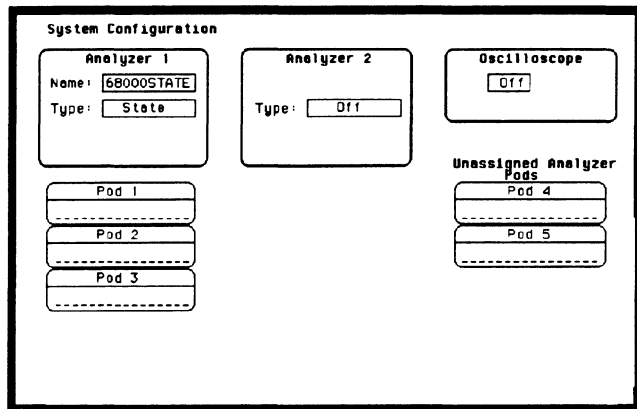 System Configuration
Analyzer 1
Name: 68000STATE
Type: State
Analyzer 2
Type: Off
Oscilloscope
Off
Unassigned Analyzer
Pods
Pod 1
Pod 2
Pod 3
Pod 4
Pod 5